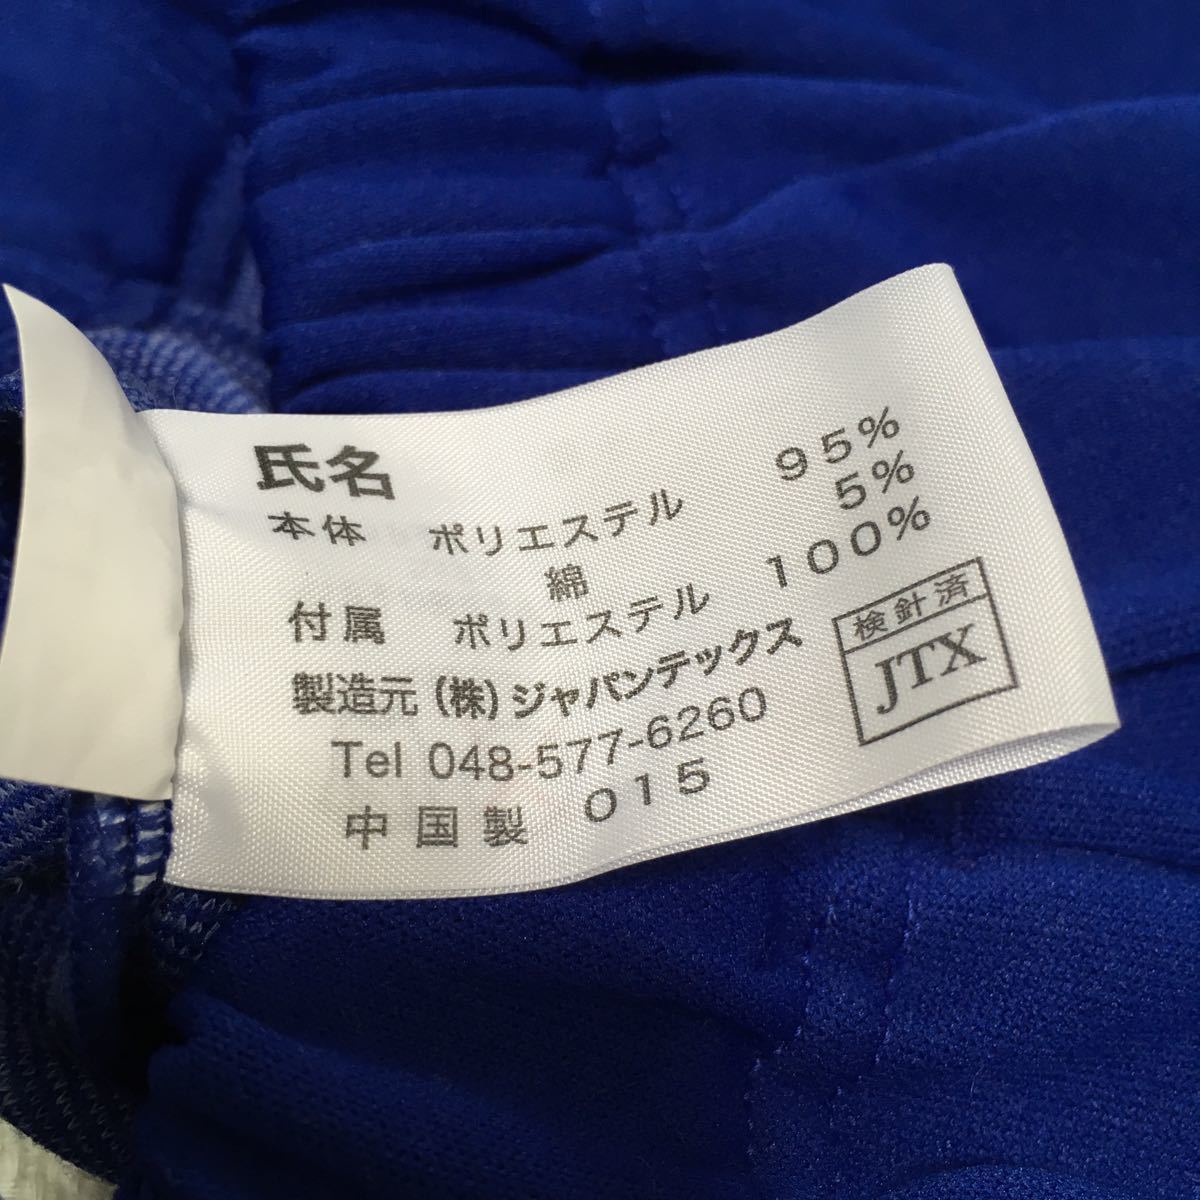 氏名
本体 ポリエステル 95%
綿 5%
付属 ポリエステル 100%
製造元 (株) ジャパンテックス
Tel 048-577-6260
中国製 015
検針済
JTX